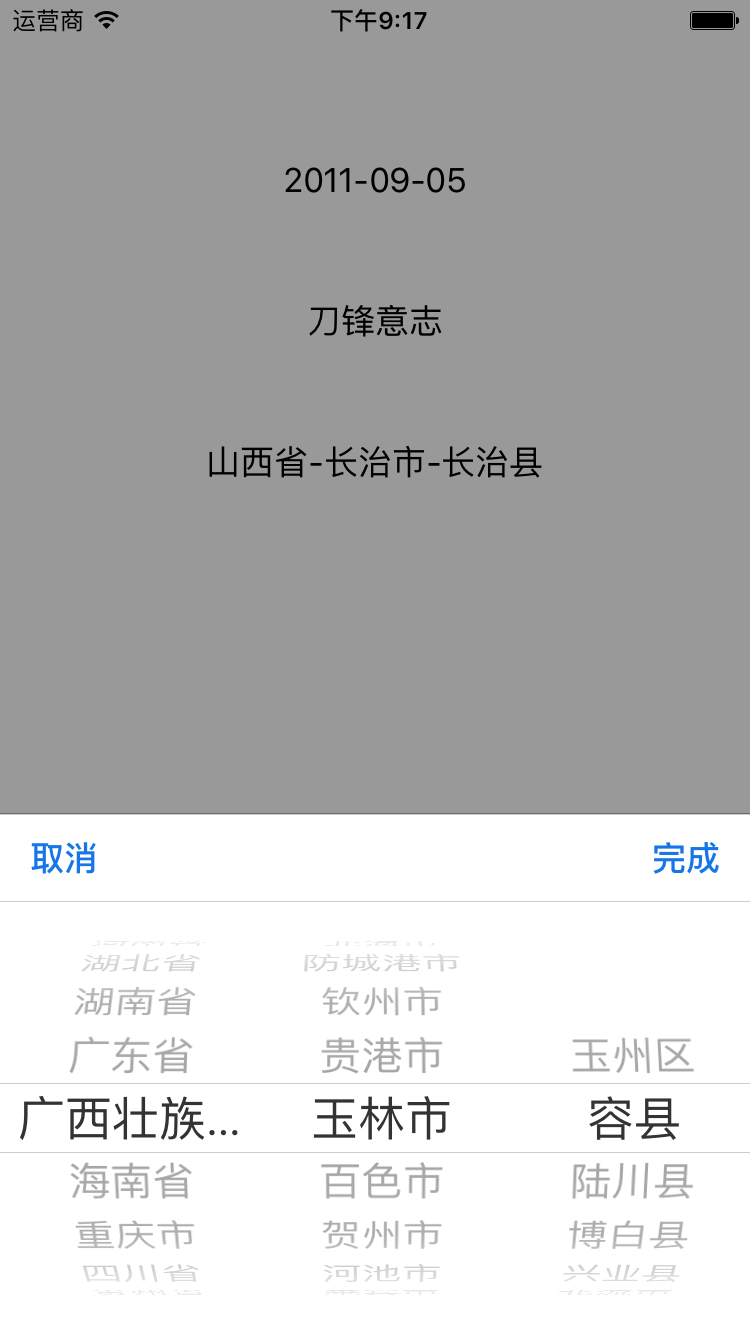 运营商 下午9:17
2011-09-05
刀锋意志
山西省-长治市-长治县
取消 完成
湖北省 防城港市
湖南省 钦州市
广东省 贵港市 玉州区
广西壮族... 玉林市 容县
海南省 百色市 陆川县
重庆市 贺州市 博白县
四川省 河池市 兴业县